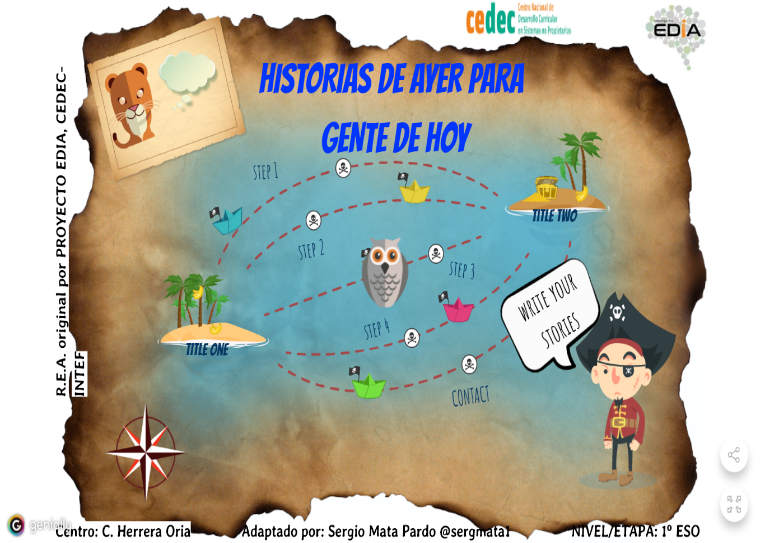 cedec
Centro Nacional de
Desarrollo Curricular
en Sistemas no Propietarios
EDIA
HISTORIAS DE AYER PARA
GENTE DE HOY
R.E.A. original por PROYECTO EDIA, CEDEC-
INTEF
STEP 1
TITLE TWO
STEP 2
STEP 3
WRITE YOUR
STORIES
STEP 4
TITLE ONE
CONTACT
genially
Centro: C. Herrera Oria
Adaptado por: Sergio Mata Pardo @sergmata1
NIVEL/ETAPA: 1º ESO